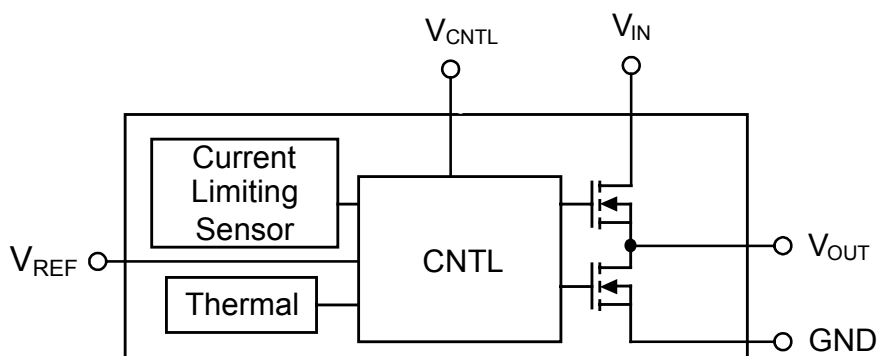 VCNTL
VIN
Current
Limiting
Sensor
VREF
CNTL
VOUT
Thermal
GND